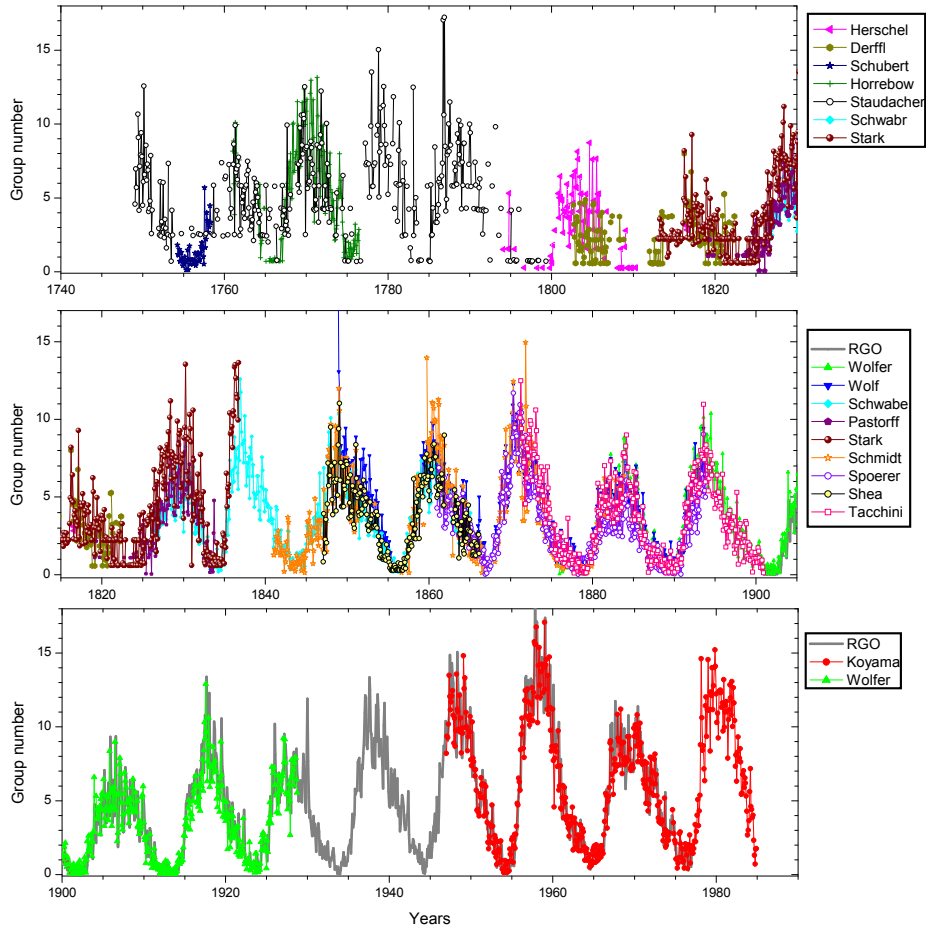 Group number
15
10
5
0
1740 1760 1780 1800 1820
Herschel
Derffl
Schubert
Horrebow
Staudacher
Schwabr
Stark
Group number
15
10
5
0
1820 1840 1860 1880 1900
RGO
Wolfer
Wolf
Schwabe
Pastorff
Stark
Schmidt
Spoerer
Shea
Tacchini
Group number
15
10
5
0
1900 1920 1940 1960 1980
Years
RGO
Koyama
Wolfer